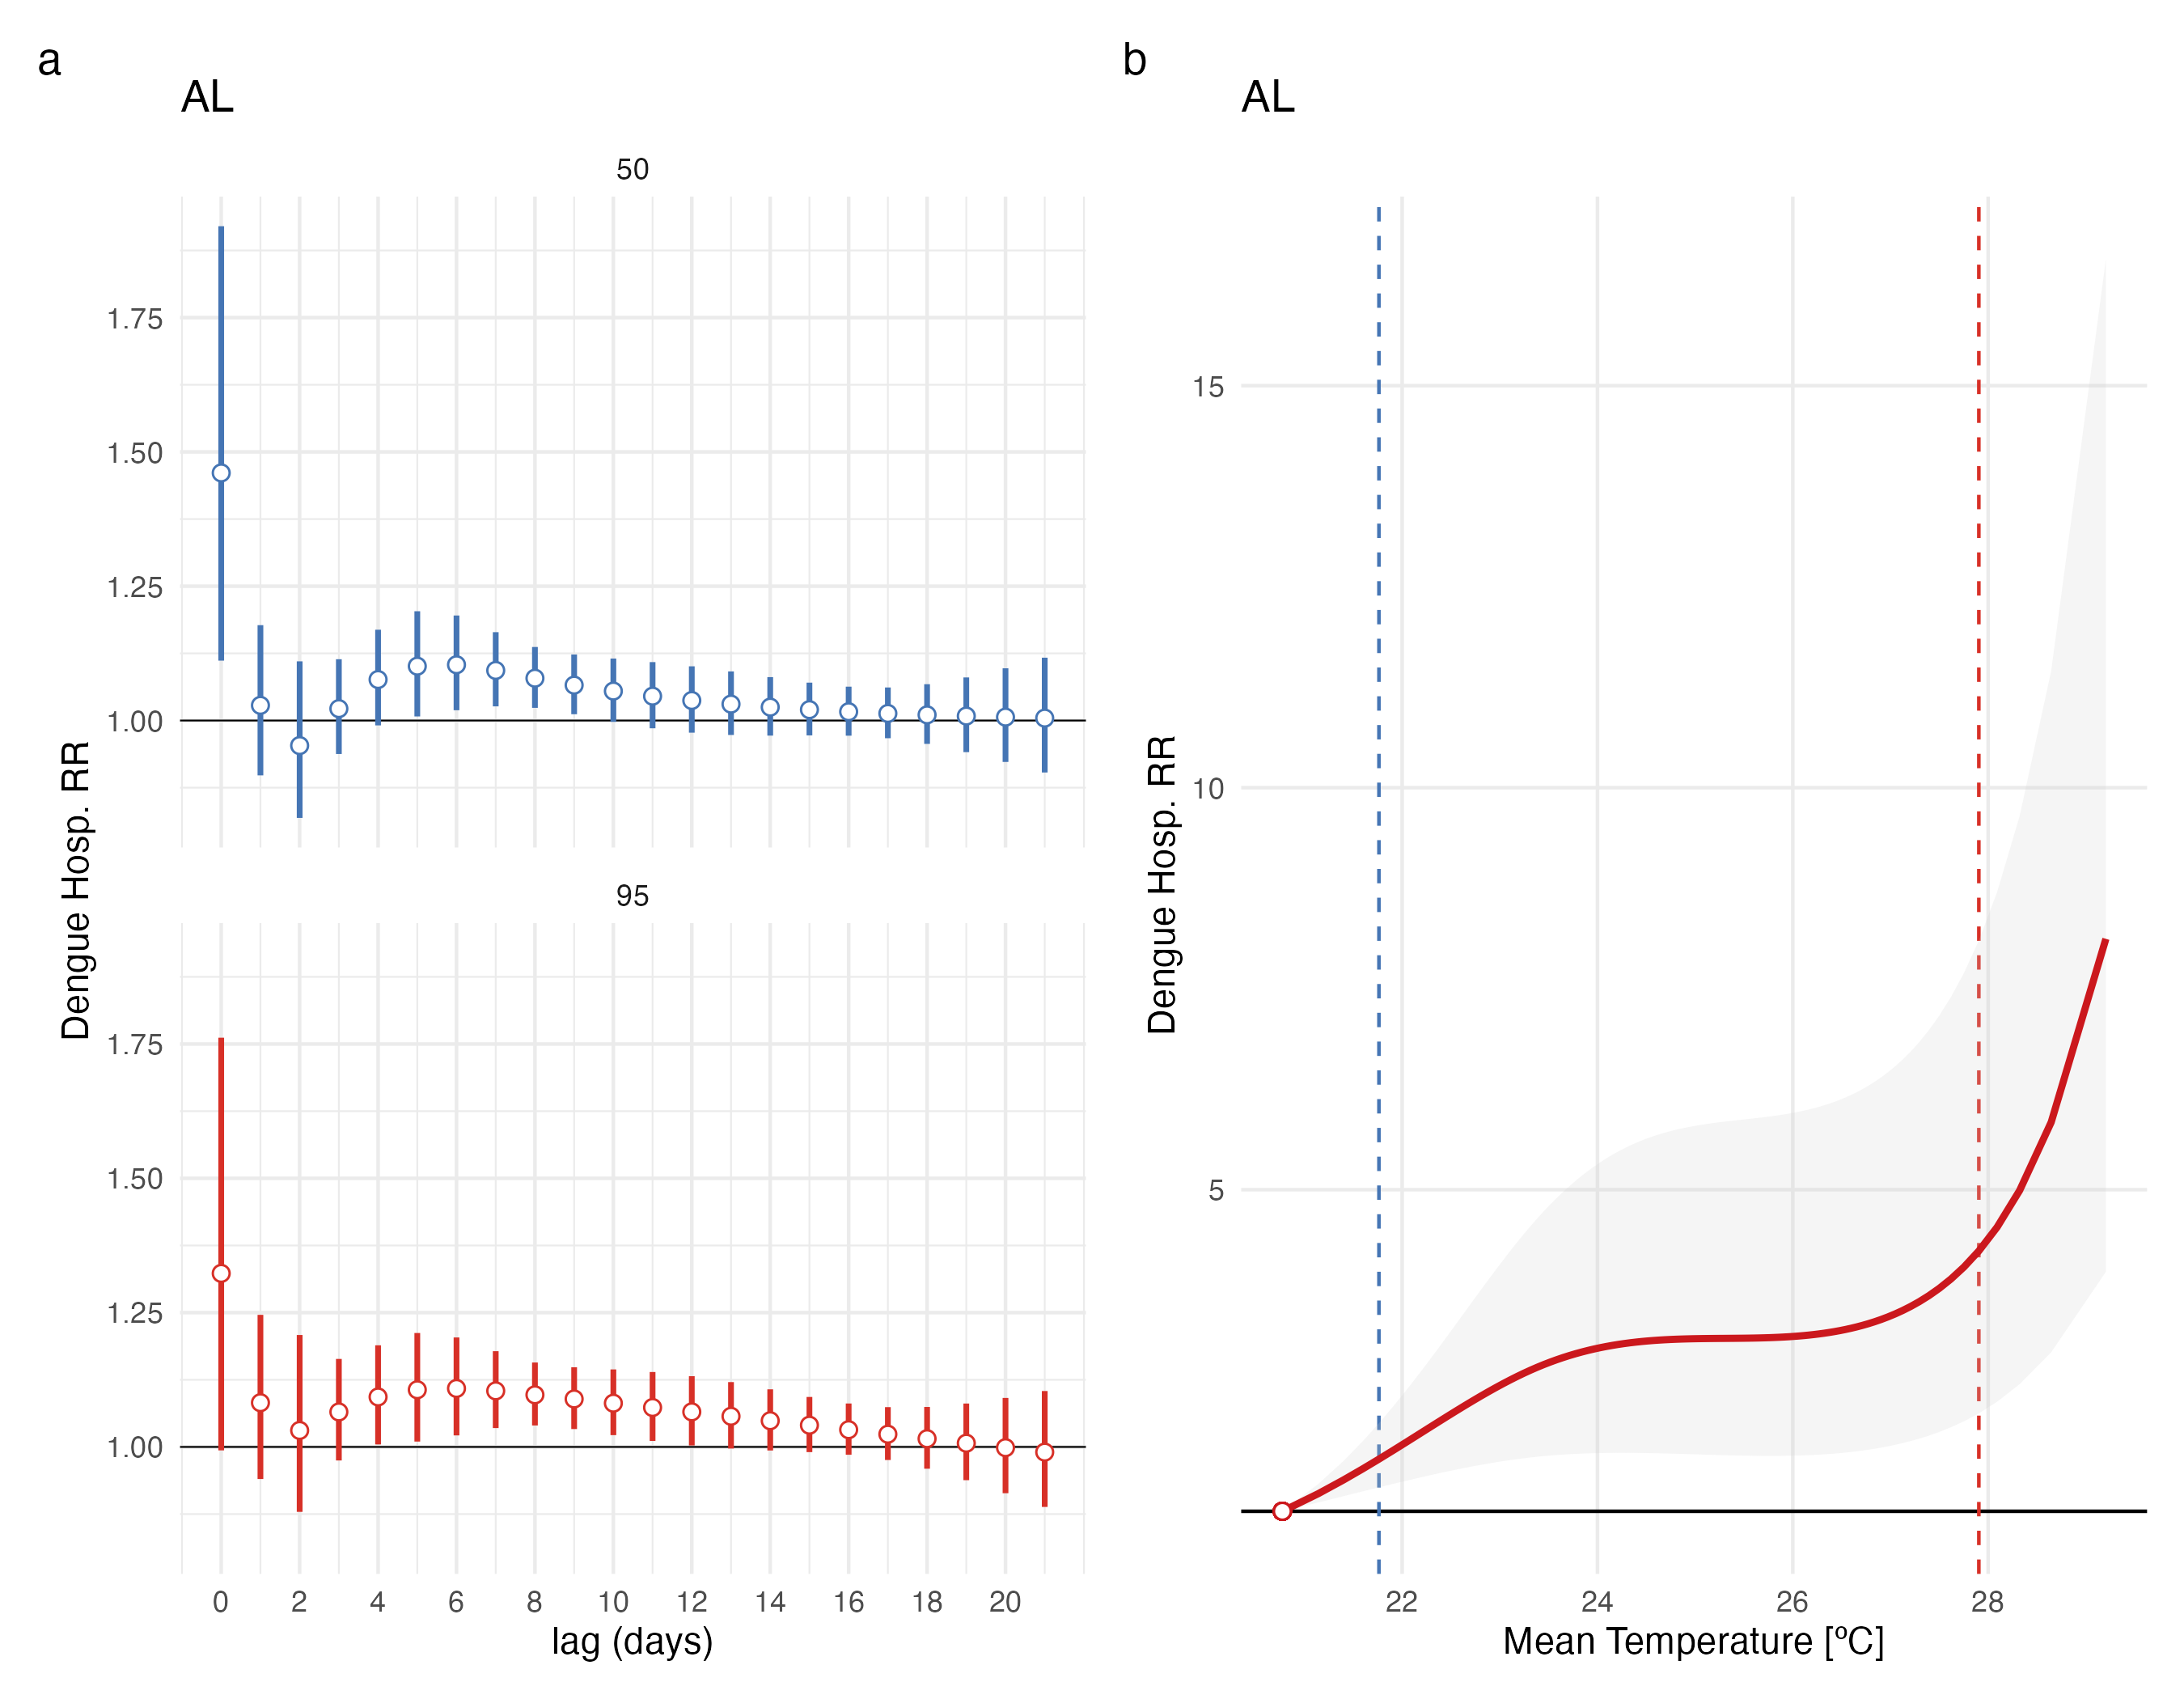 a
AL
50
1.75
1.50
1.25
1.00
95
1.75
1.50
1.25
1.00
0 2 4 6 8 10 12 14 16 18 20
lag (days)
Dengue Hosp. RR
b
AL
15
10
5
22 24 26 28
Mean Temperature [ºC]
Dengue Hosp. RR